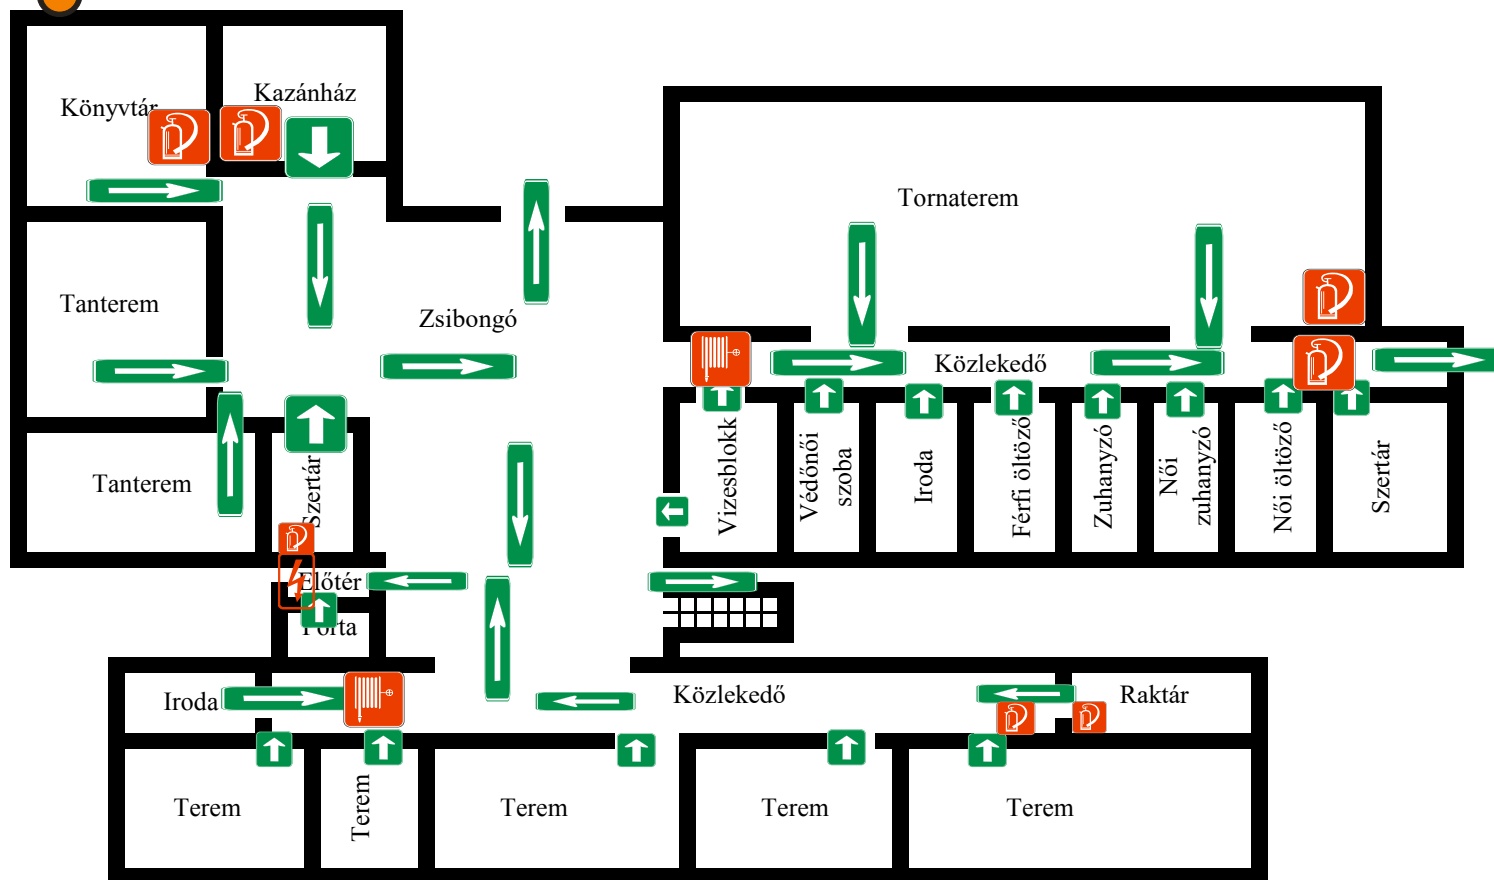 Könyvtár
Kazánház
Tornaterem
Tanterem
Zsibongó
Közlekedő
Tanterem
Szertár
Vizesblokk
Védőnői
szoba
Iroda
Férfi öltöző
Zuhanyzó
Női
zuhanyzó
Női öltöző
Szertár
Előtér
Porta
Iroda
Közlekedő
Raktár
Terem
Terem
Terem
Terem
Terem